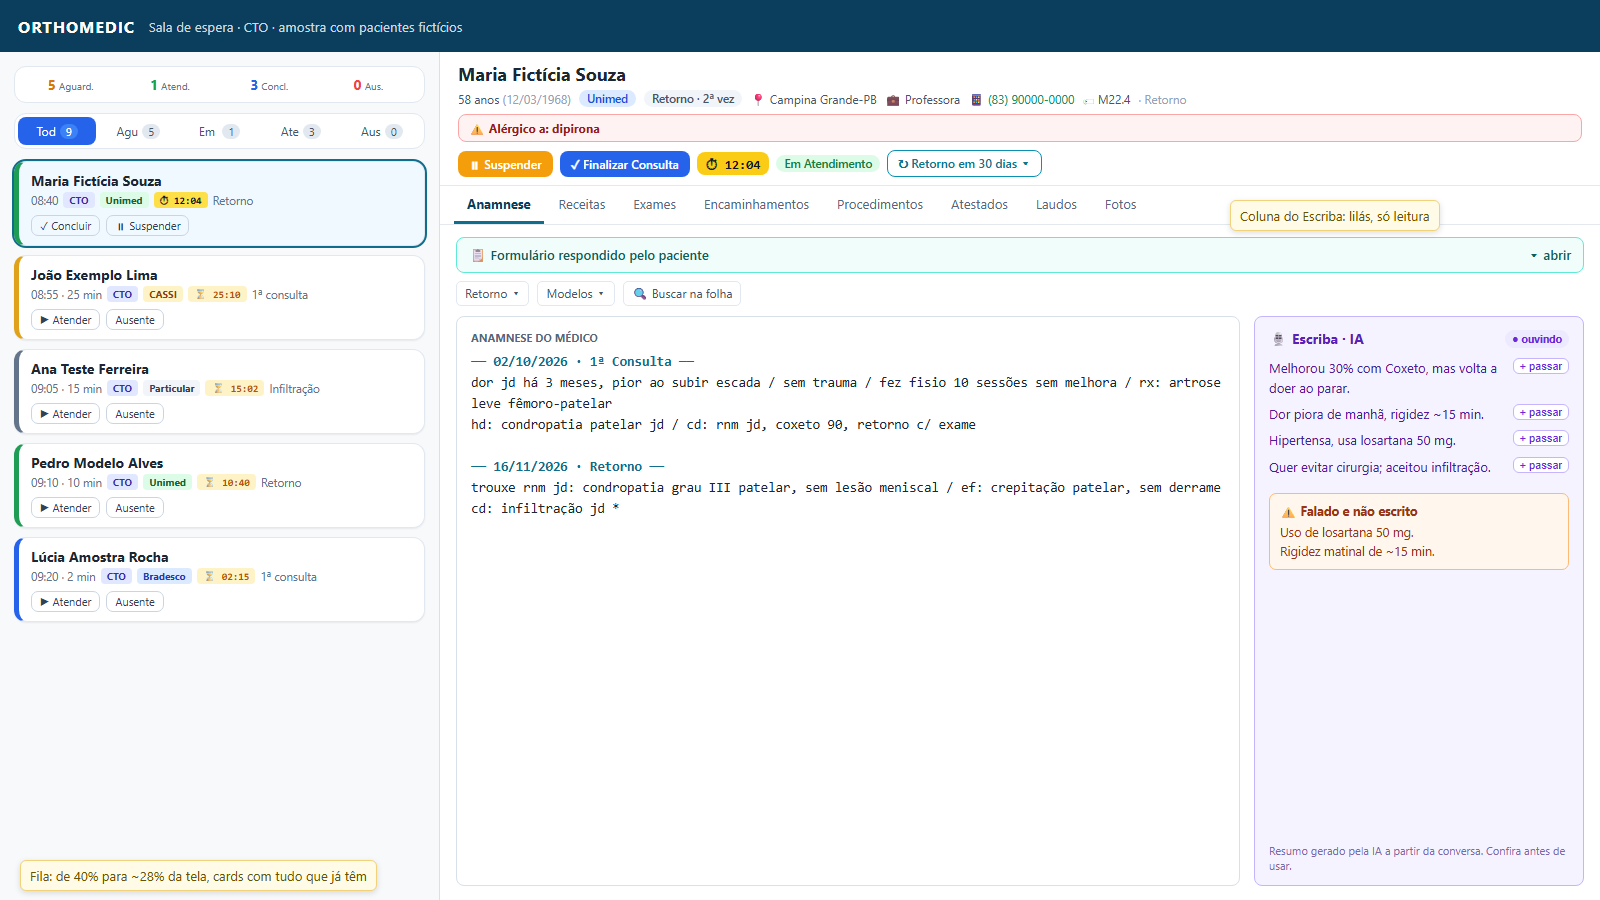 ORTHOMEDIC Sala de espera · CTO · amostra com pacientes fictícios
5 Aguard. 1 Atend. 3 Concl. 0 Aus.
Tod 9 Agu 5 Em 1 Ate 3 Aus 0
Maria Fictícia Souza
08:40 CTO Unimed ⏱ 12:04 Retorno
✓ Concluir ⏸ Suspender
João Exemplo Lima
08:55 · 25 min CTO CASSI ⏳ 25:10 1ª consulta
▶ Atender Ausente
Ana Teste Ferreira
09:05 · 15 min CTO Particular ⏳ 15:02 Infiltração
▶ Atender Ausente
Pedro Modelo Alves
09:10 · 10 min CTO Unimed ⏳ 10:40 Retorno
▶ Atender Ausente
Lúcia Amostra Rocha
09:20 · 2 min CTO Bradesco ⏳ 02:15 1ª consulta
▶ Atender Ausente
Fila: de 40% para ~28% da tela, cards com tudo que já têm
Maria Fictícia Souza
58 anos (12/03/1968) Unimed Retorno · 2ª vez 📍 Campina Grande-PB 💼 Professora 📱 (83) 90000-0000 M22.4 · Retorno
⚠ Alérgico a: dipirona
⏸ Suspender ✓ Finalizar Consulta ⏱ 12:04 Em Atendimento ↻ Retorno em 30 dias ▾
Anamnese Receitas Exames Encaminhamentos Procedimentos Atestados Laudos Fotos
Coluna do Escriba: lilás, só leitura
📋 Formulário respondido pelo paciente ▾ abrir
Retorno ▾ Modelos ▾ 🔍 Buscar na folha
ANAMNESE DO MÉDICO
── 02/10/2026 · 1ª Consulta ──
dor jd há 3 meses, pior ao subir escada / sem trauma / fez fisio 10 sessões sem melhora / rx: artrose
leve fêmoro-patelar
hd: condropatia patelar jd / cd: rnm jd, coxeto 90, retorno c/ exame
── 16/11/2026 · Retorno ──
trouxe rnm jd: condropatia grau III patelar, sem lesão meniscal / ef: crepitação patelar, sem derrame
cd: infiltração jd *
🎙 Escriba · IA ● ouvindo
Melhorou 30% com Coxeto, mas volta a + passar
doer ao parar.
Dor piora de manhã, rigidez ~15 min. + passar
Hipertensa, usa losartana 50 mg. + passar
Quer evitar cirurgia; aceitou infiltração. + passar
⚠ Falado e não escrito
Uso de losartana 50 mg.
Rigidez matinal de ~15 min.
Resumo gerado pela IA a partir da conversa. Confira antes de
usar.